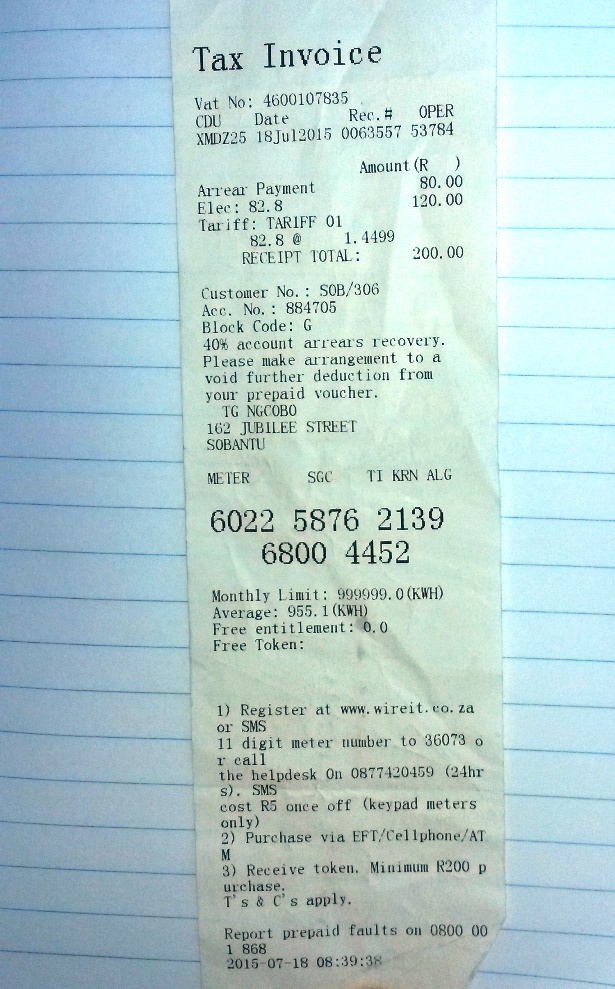 Tax Invoice
Vat No: 4600107835
CDU Date Rec.# OPER
XMDZ25 18Jul2015 0063557 53784
Amount(R )
Arrear Payment 80.00
Elec: 82.8 120.00
Tariff: TARIFF 01
82.8 @ 1.4499
RECEIPT TOTAL: 200.00
Customer No.: SOB/306
Acc. No.: 884705
Block Code: G
40% account arrears recovery.
Please make arrangement to a
void further deduction from
your prepaid voucher.
TG NGCOBO
162 JUBILEE STREET
SOBANTU
METER SGC TI KRN ALG
6022 5876 2139
6800 4452
Monthly Limit: 999999.0(KWH)
Average: 955.1(KWH)
Free entitlement: 0.0
Free Token:
1) Register at www.wireit.co.za
or SMS
11 digit meter number to 36073 o
r call
the helpdesk On 0877420459 (24hr
s). SMS
cost R5 once off (keypad meters
only)
2) Purchase via EFT/Cellphone/AT
M
3) Receive token. Minimum R200 p
urchase.
T's & C's apply.
Report prepaid faults on 0800 00
1 868
2015-07-18 08:39:38